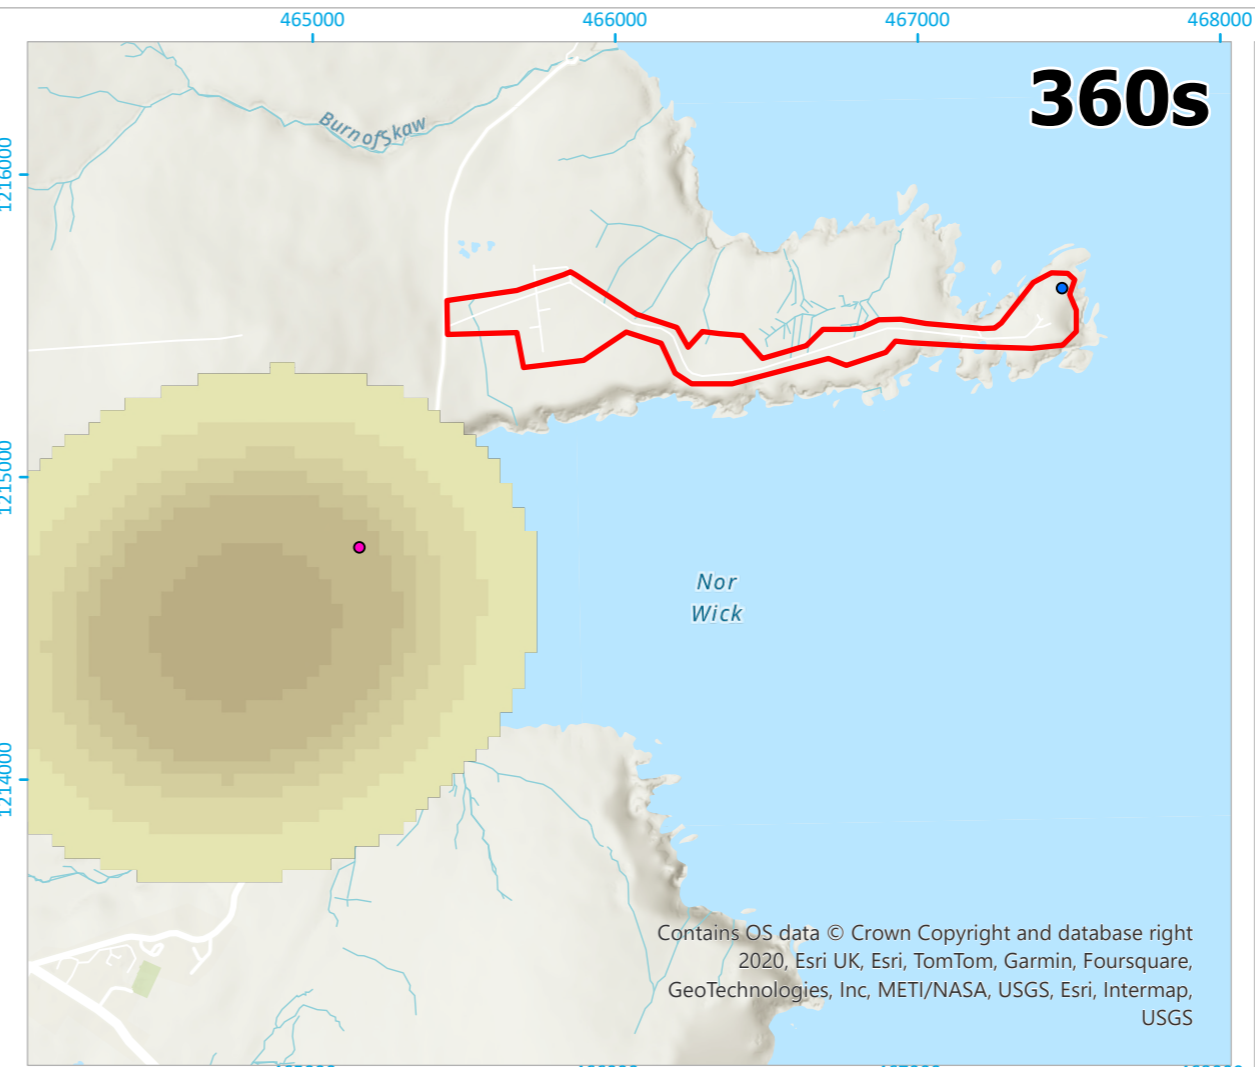 465000 466000 467000 468000
360s
Burn of Skaw
1216000
1215000
Nor
Wick
1214000
Contains OS data © Crown Copyright and database right
2020, Esri UK, Esri, TomTom, Garmin, Foursquare,
GeoTechnologies, Inc, METI/NASA, USGS, Esri, Intermap,
USGS